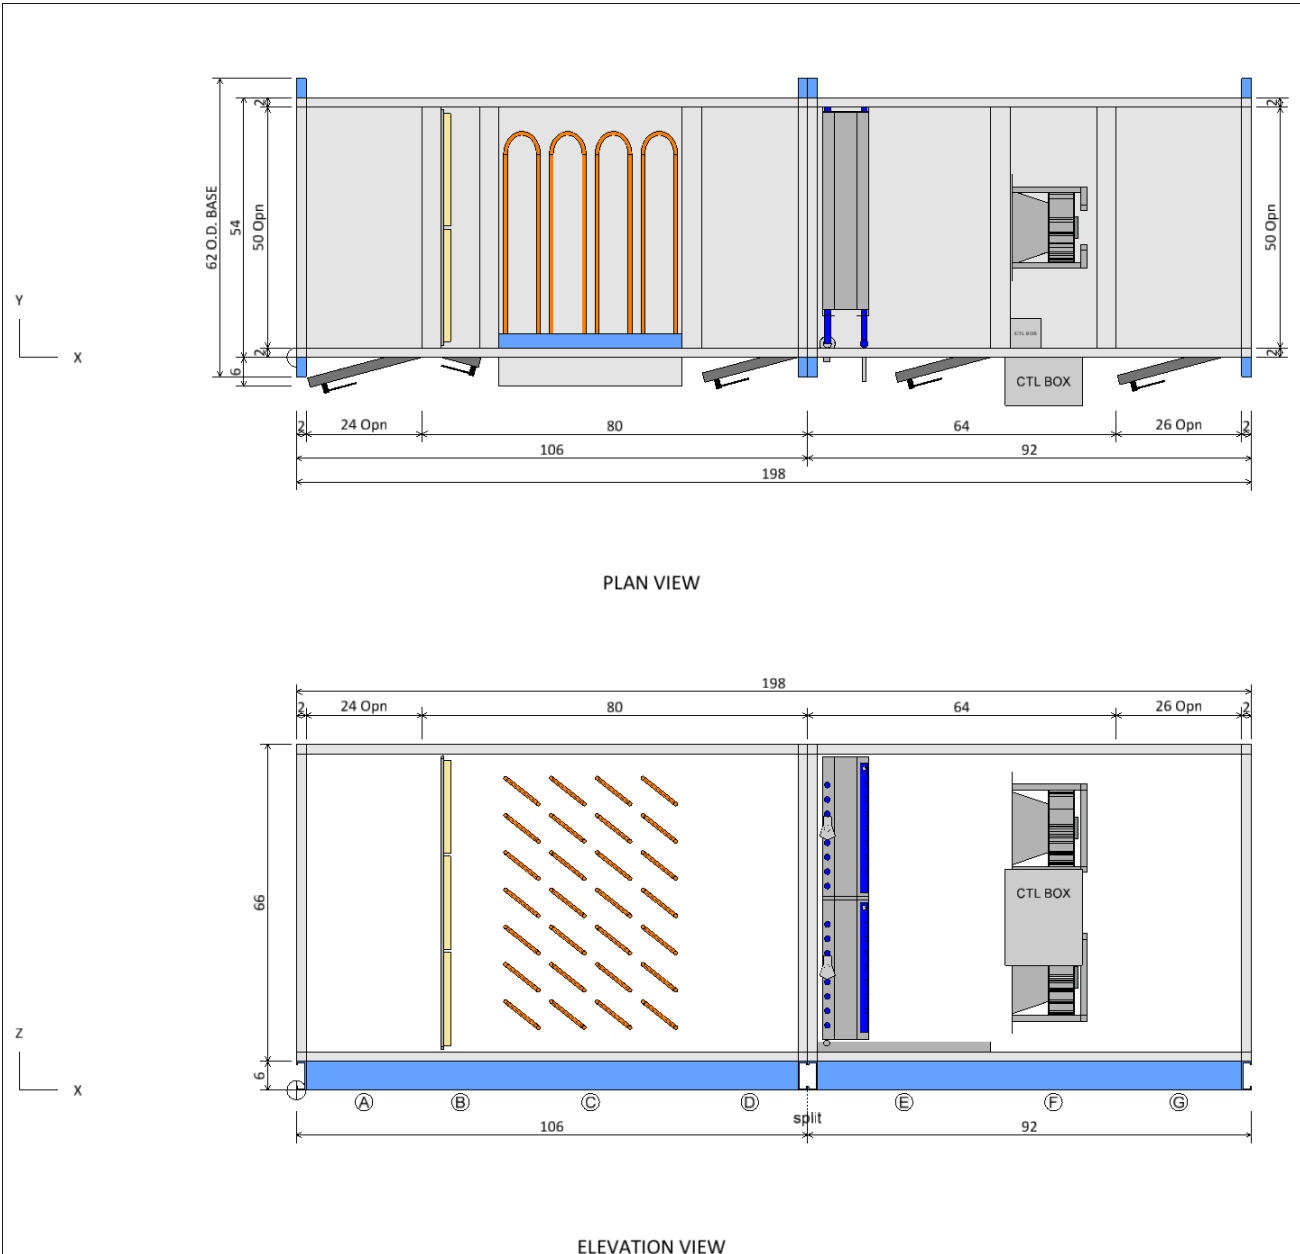 2
2
62 O.D. BASE
54
50 Opn
50 Opn
Y
X
CTL BOX
2
6
2
CTL BOX
2
24 Opn
80
64
26 Opn
2
106
92
198
PLAN VIEW
198
2
24 Opn
80
64
26 Opn
2
66
CTL BOX
Z
X
6
A
B
C
D
E
F
G
split
106
92
ELEVATION VIEW